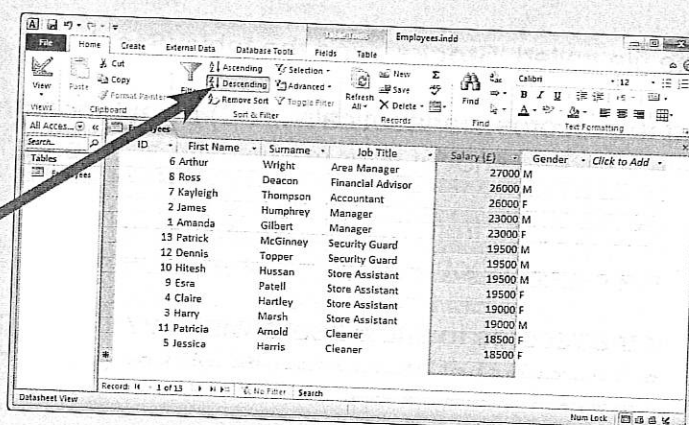 Employees.indd
File Home Create External Data Database Tools Fields Table
View
Views
Paste
Cut
Copy
Format Painter
Clipboard
Ascending
Descending
Remove Sort
Selection
Advanced
Toggle Filter
Sort & Filter
Refresh All
New
Save
Delete
Records
Find
Find
Calibri 12
B I U
Text Formatting
All Acces...
Search...
Tables
Employees
Employees
ID First Name Surname Job Title Salary (£) Gender Click to Add
6 Arthur Wright Area Manager 27000 M
8 Ross Deacon Financial Advisor 26000 M
7 Kayleigh Thompson Accountant 26000 F
2 James Humphrey Manager 23000 M
1 Amanda Gilbert Manager 23000 F
13 Patrick McGinney Security Guard 19500 M
12 Dennis Topper Security Guard 19500 M
10 Hitesh Hussan Store Assistant 19500 M
9 Esra Patell Store Assistant 19500 F
4 Claire Hartley Store Assistant 19000 F
3 Harry Marsh Store Assistant 19000 M
11 Patricia Arnold Cleaner 18500 F
5 Jessica Harris Cleaner 18500 F
Record: 1 of 13 No Filter Search
Datasheet View Num Lock